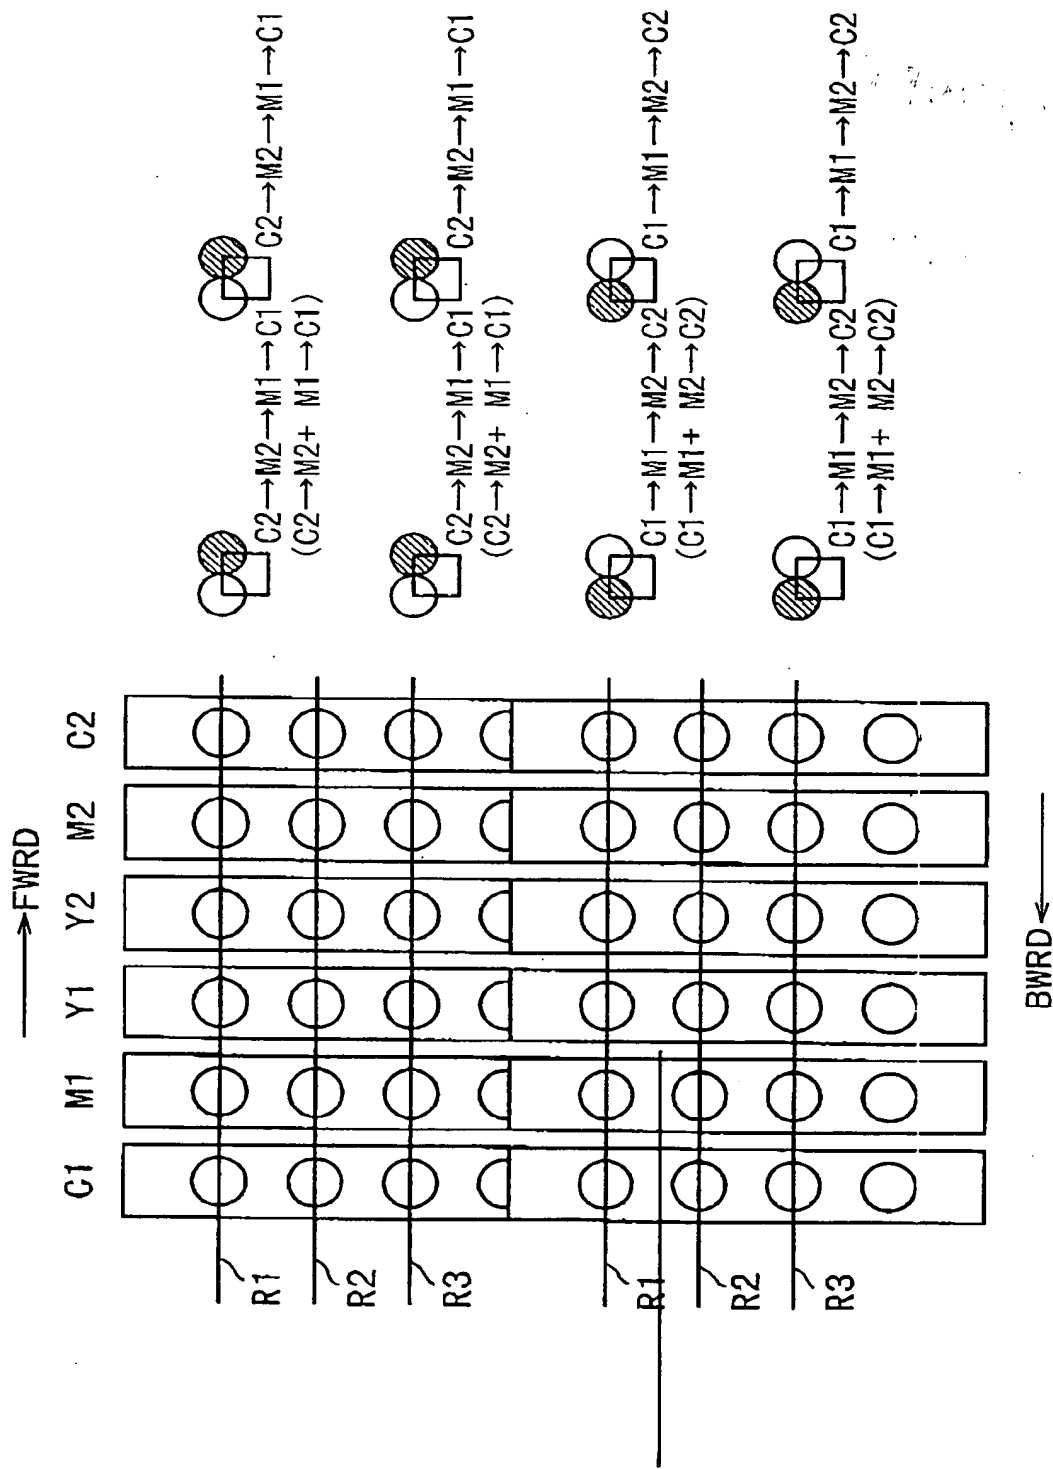 →FWRD
C1 M1 Y1 Y2 M2 C2
R1
C2→M2→M1→C1
(C2→M2+ M1→C1)
C2→M2→M1→C1
R2
R3
C2→M2→M1→C1
(C2→M2+ M1→C1)
C2→M2→M1→C1
R1
C1→M1→M2→C2
(C1→M1+ M2→C2)
C1→M1→M2→C2
R2
R3
C1→M1→M2→C2
(C1→M1+ M2→C2)
C1→M1→M2→C2
BWRD←